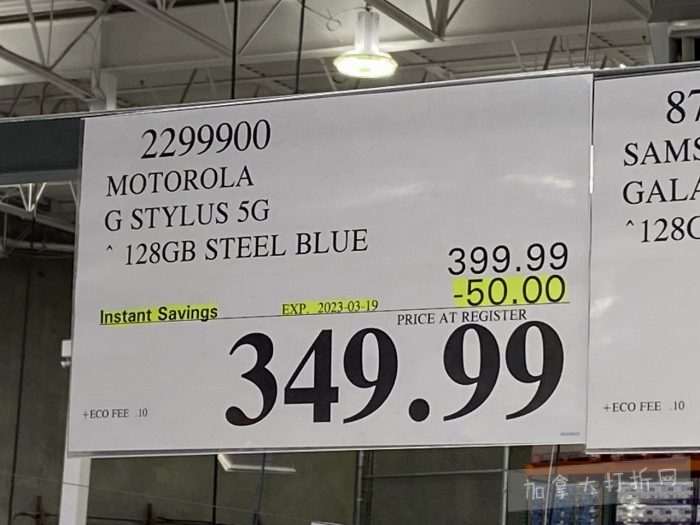 2299900
MOTOROLA
G STYLUS 5G
^ 128GB STEEL BLUE
399.99
-50.00
Instant Savings
EXP. 2023-03-19
PRICE AT REGISTER
349.99
+ECO FEE .10
87
SAMS
GALA
^128G
+ECO FEE .10
加拿大打折网